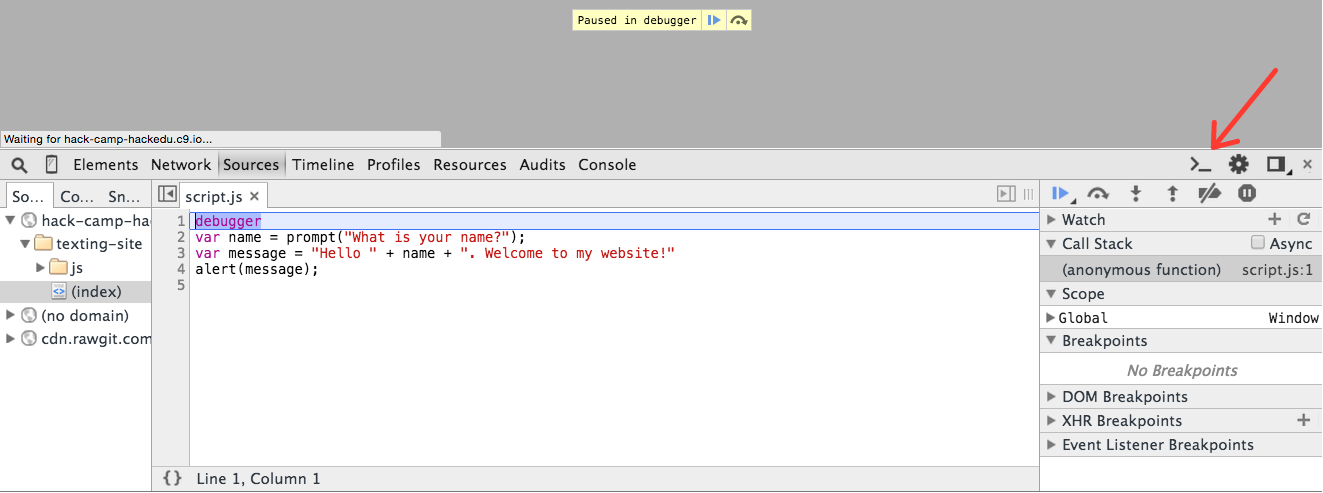 Paused in debugger
Waiting for hack-camp-hackedu.c9.io...
Elements Network Sources Timeline Profiles Resources Audits Console
So... Co... Sn... script.js ×
hack-camp-hac
texting-site
js
(index)
(no domain)
cdn.rawgit.com
1 debugger
2 var name = prompt("What is your name?");
3 var message = "Hello " + name + ". Welcome to my website!"
4 alert(message);
5
{} Line 1, Column 1
Watch
Call Stack Async
(anonymous function) script.js:1
Scope
Global Window
Breakpoints
No Breakpoints
DOM Breakpoints
XHR Breakpoints
Event Listener Breakpoints